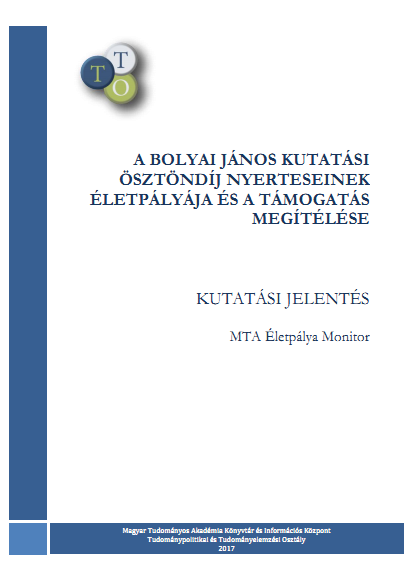 T
T
O
A BOLYAI JÁNOS KUTATÁSI
ÖSZTÖNDÍJ NYERTESEINEK
ÉLETPÁLYÁJA ÉS A TÁMOGATÁS
MEGÍTÉLÉSE
KUTATÁSI JELENTÉS
MTA Életpálya Monitor
Magyar Tudományos Akadémia Könyvtár és Információs Központ
Tudománypolitikai és Tudományelemzési Osztály
2017